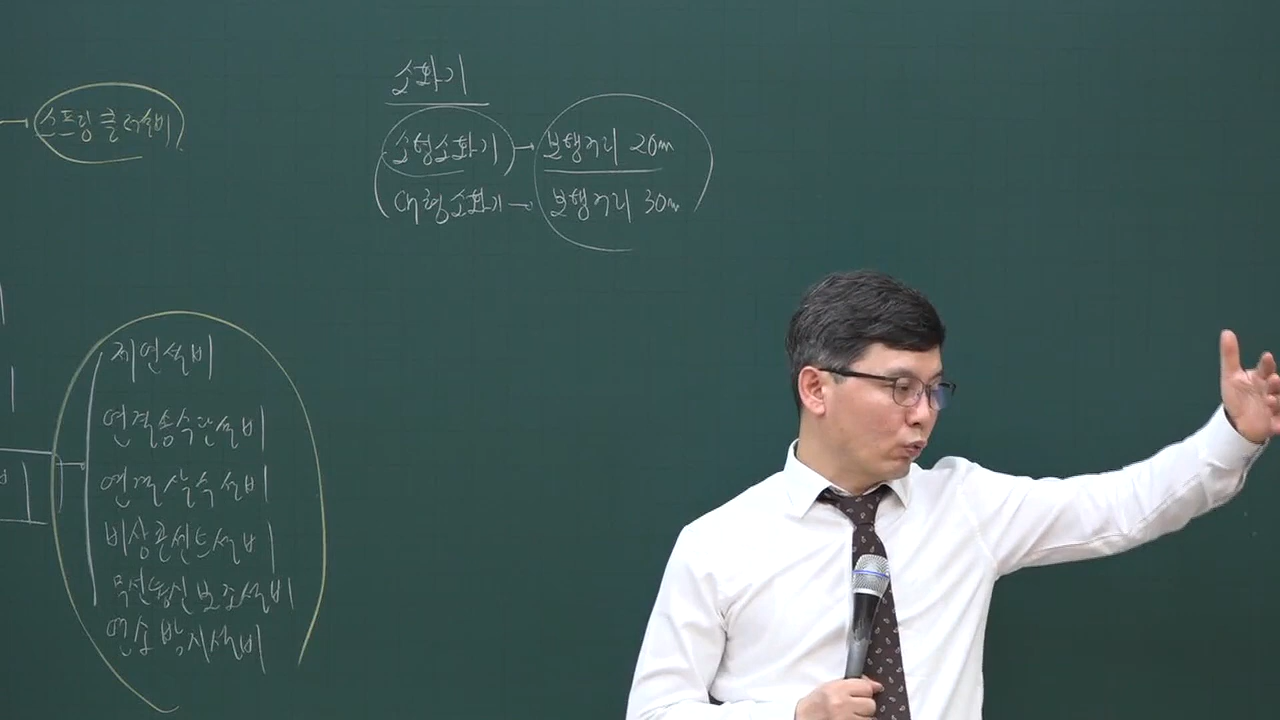 스프링클러설비
소화기
소형소화기 → 보행거리 20m
대형소화기 → 보행거리 30m
제연설비
연결송수관설비
연결살수설비
비상콘센트설비
무선통신보조설비
연소방지설비